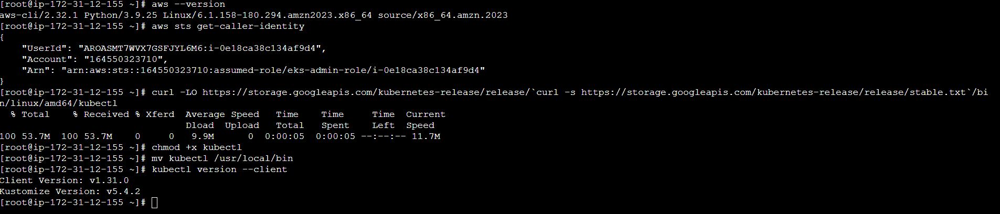 [root@ip-172-31-12-155 ~]# aws --version
aws-cli/2.32.1 Python/3.9.25 Linux/6.1.158-180.294.amzn2023.x86_64 source/x86_64.amzn.2023
[root@ip-172-31-12-155 ~]# aws sts get-caller-identity
{
    "UserId": "AROASMT7WVX7GSFJYL6M6:i-0e18ca38c134af9d4",
    "Account": "164550323710",
    "Arn": "arn:aws:sts::164550323710:assumed-role/eks-admin-role/i-0e18ca38c134af9d4"
}
[root@ip-172-31-12-155 ~]# curl -LO https://storage.googleapis.com/kubernetes-release/release/`curl -s https://storage.googleapis.com/kubernetes-release/release/stable.txt`/bi
n/linux/amd64/kubectl
  % Total    % Received % Xferd  Average Speed   Time    Time     Time  Current
                                 Dload  Upload   Total   Spent    Left  Speed
100 53.7M  100 53.7M    0     0   9.9M      0  0:00:05  0:00:05 --:--:-- 11.7M
[root@ip-172-31-12-155 ~]# chmod +x kubectl
[root@ip-172-31-12-155 ~]# mv kubectl /usr/local/bin
[root@ip-172-31-12-155 ~]# kubectl version --client
Client Version: v1.31.0
Kustomize Version: v5.4.2
[root@ip-172-31-12-155 ~]#